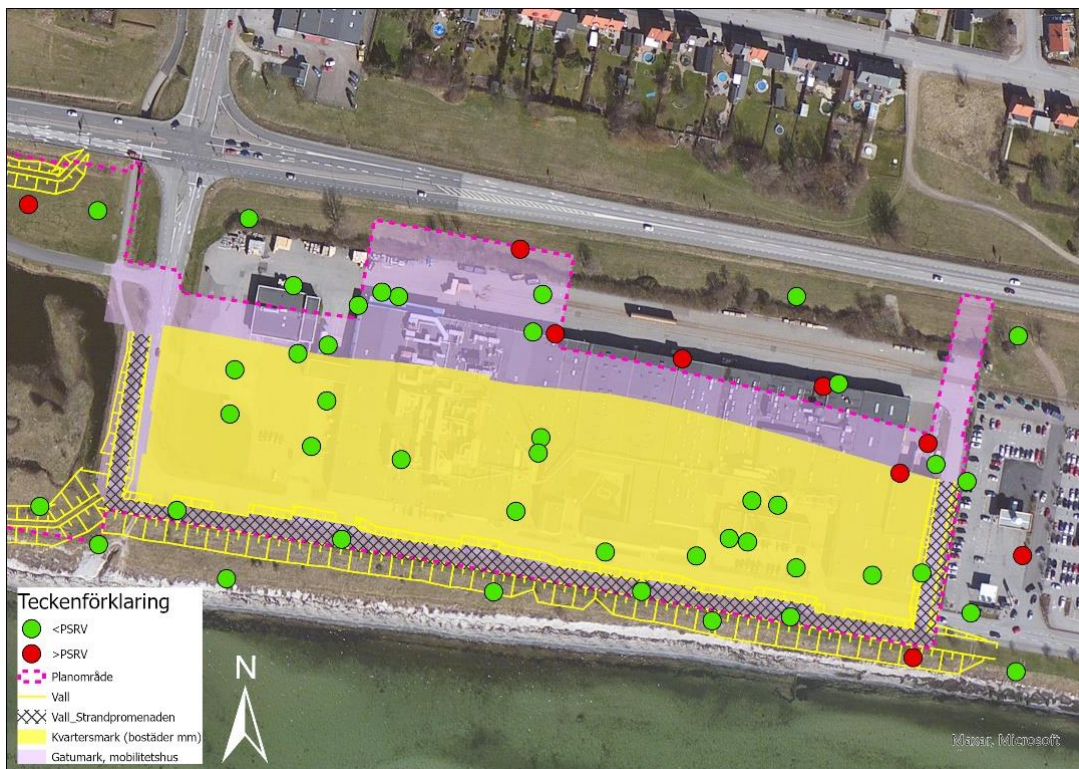 N
Teckenförklaring
<PSRV
>PSRV
Planområde
Vall
Vall_Strandpromenaden
Kvartersmark (bostäder mm)
Gatumark, mobilitetshus
Maxar, Microsoft